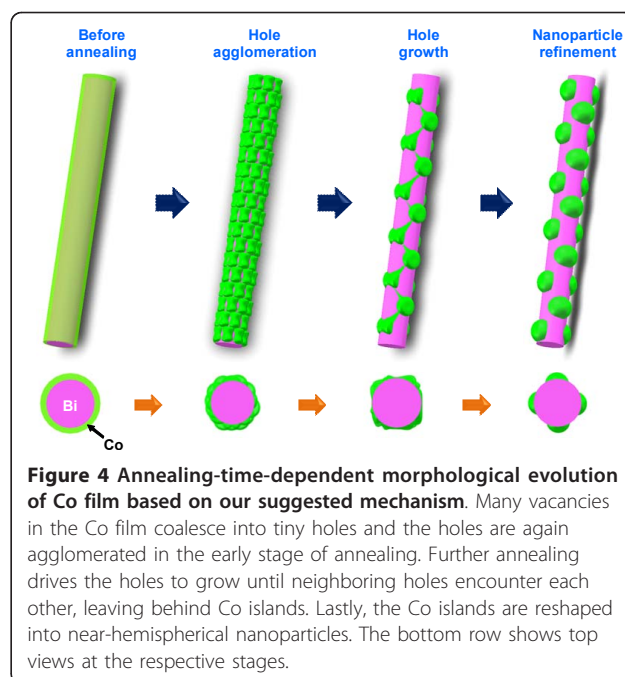 Before annealing
Hole agglomeration
Hole growth
Nanoparticle refinement
Bi
Co
Figure 4 Annealing-time-dependent morphological evolution
of Co film based on our suggested mechanism. Many vacancies
in the Co film coalesce into tiny holes and the holes are again
agglomerated in the early stage of annealing. Further annealing
drives the holes to grow until neighboring holes encounter each
other, leaving behind Co islands. Lastly, the Co islands are reshaped
into near-hemispherical nanoparticles. The bottom row shows top
views at the respective stages.